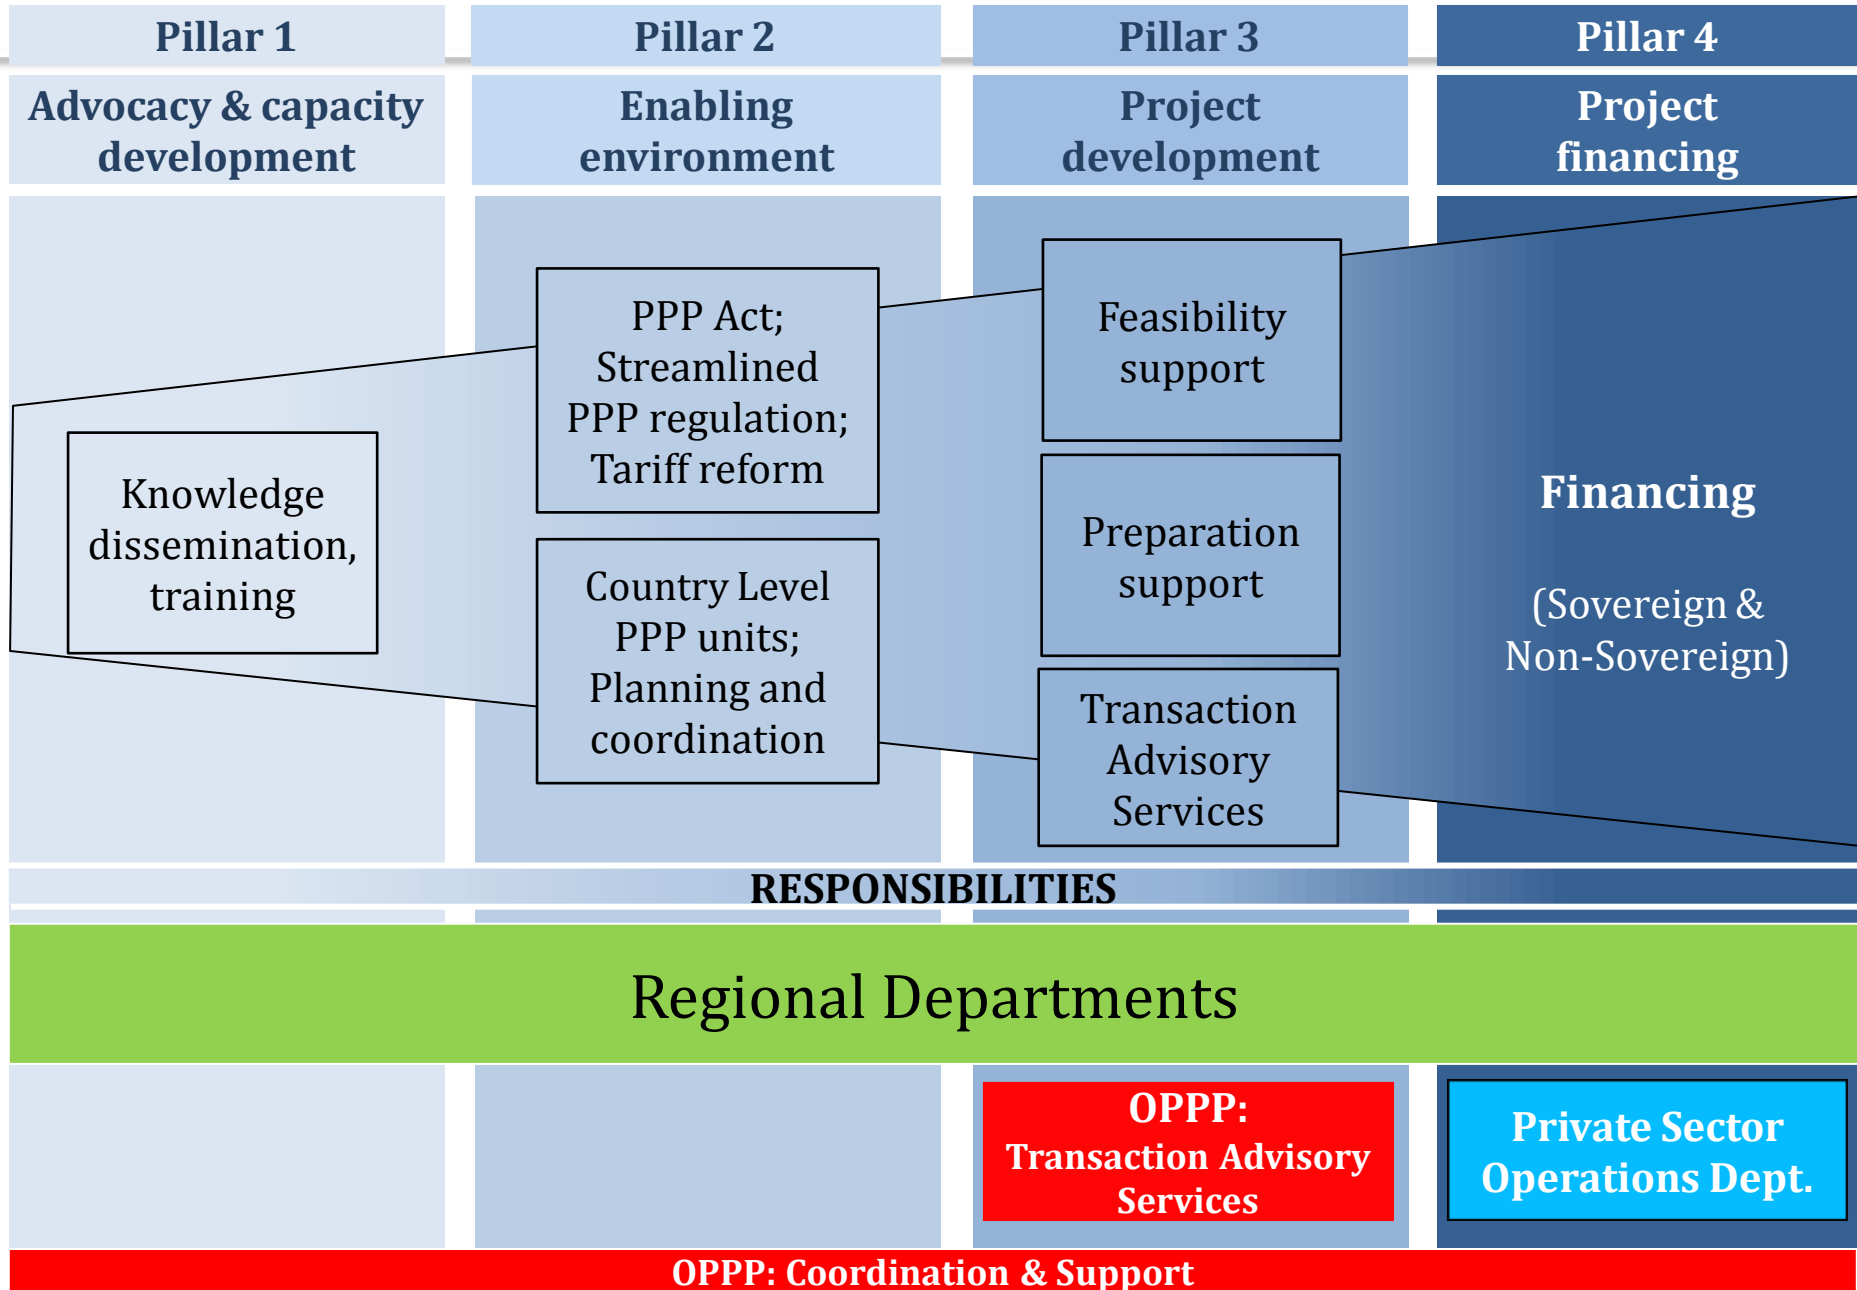 Pillar 1
Pillar 2
Pillar 3
Pillar 4
Advocacy & capacity
development
Enabling
environment
Project
development
Project
financing
Knowledge
dissemination,
training
PPP Act;
Streamlined
PPP regulation;
Tariff reform
Country Level
PPP units;
Planning and
coordination
Feasibility
support
Preparation
support
Transaction
Advisory
Services
Financing
(Sovereign &
Non-Sovereign)
RESPONSIBILITIES
Regional Departments
OPPP:
Transaction Advisory
Services
Private Sector
Operations Dept.
OPPP: Coordination & Support